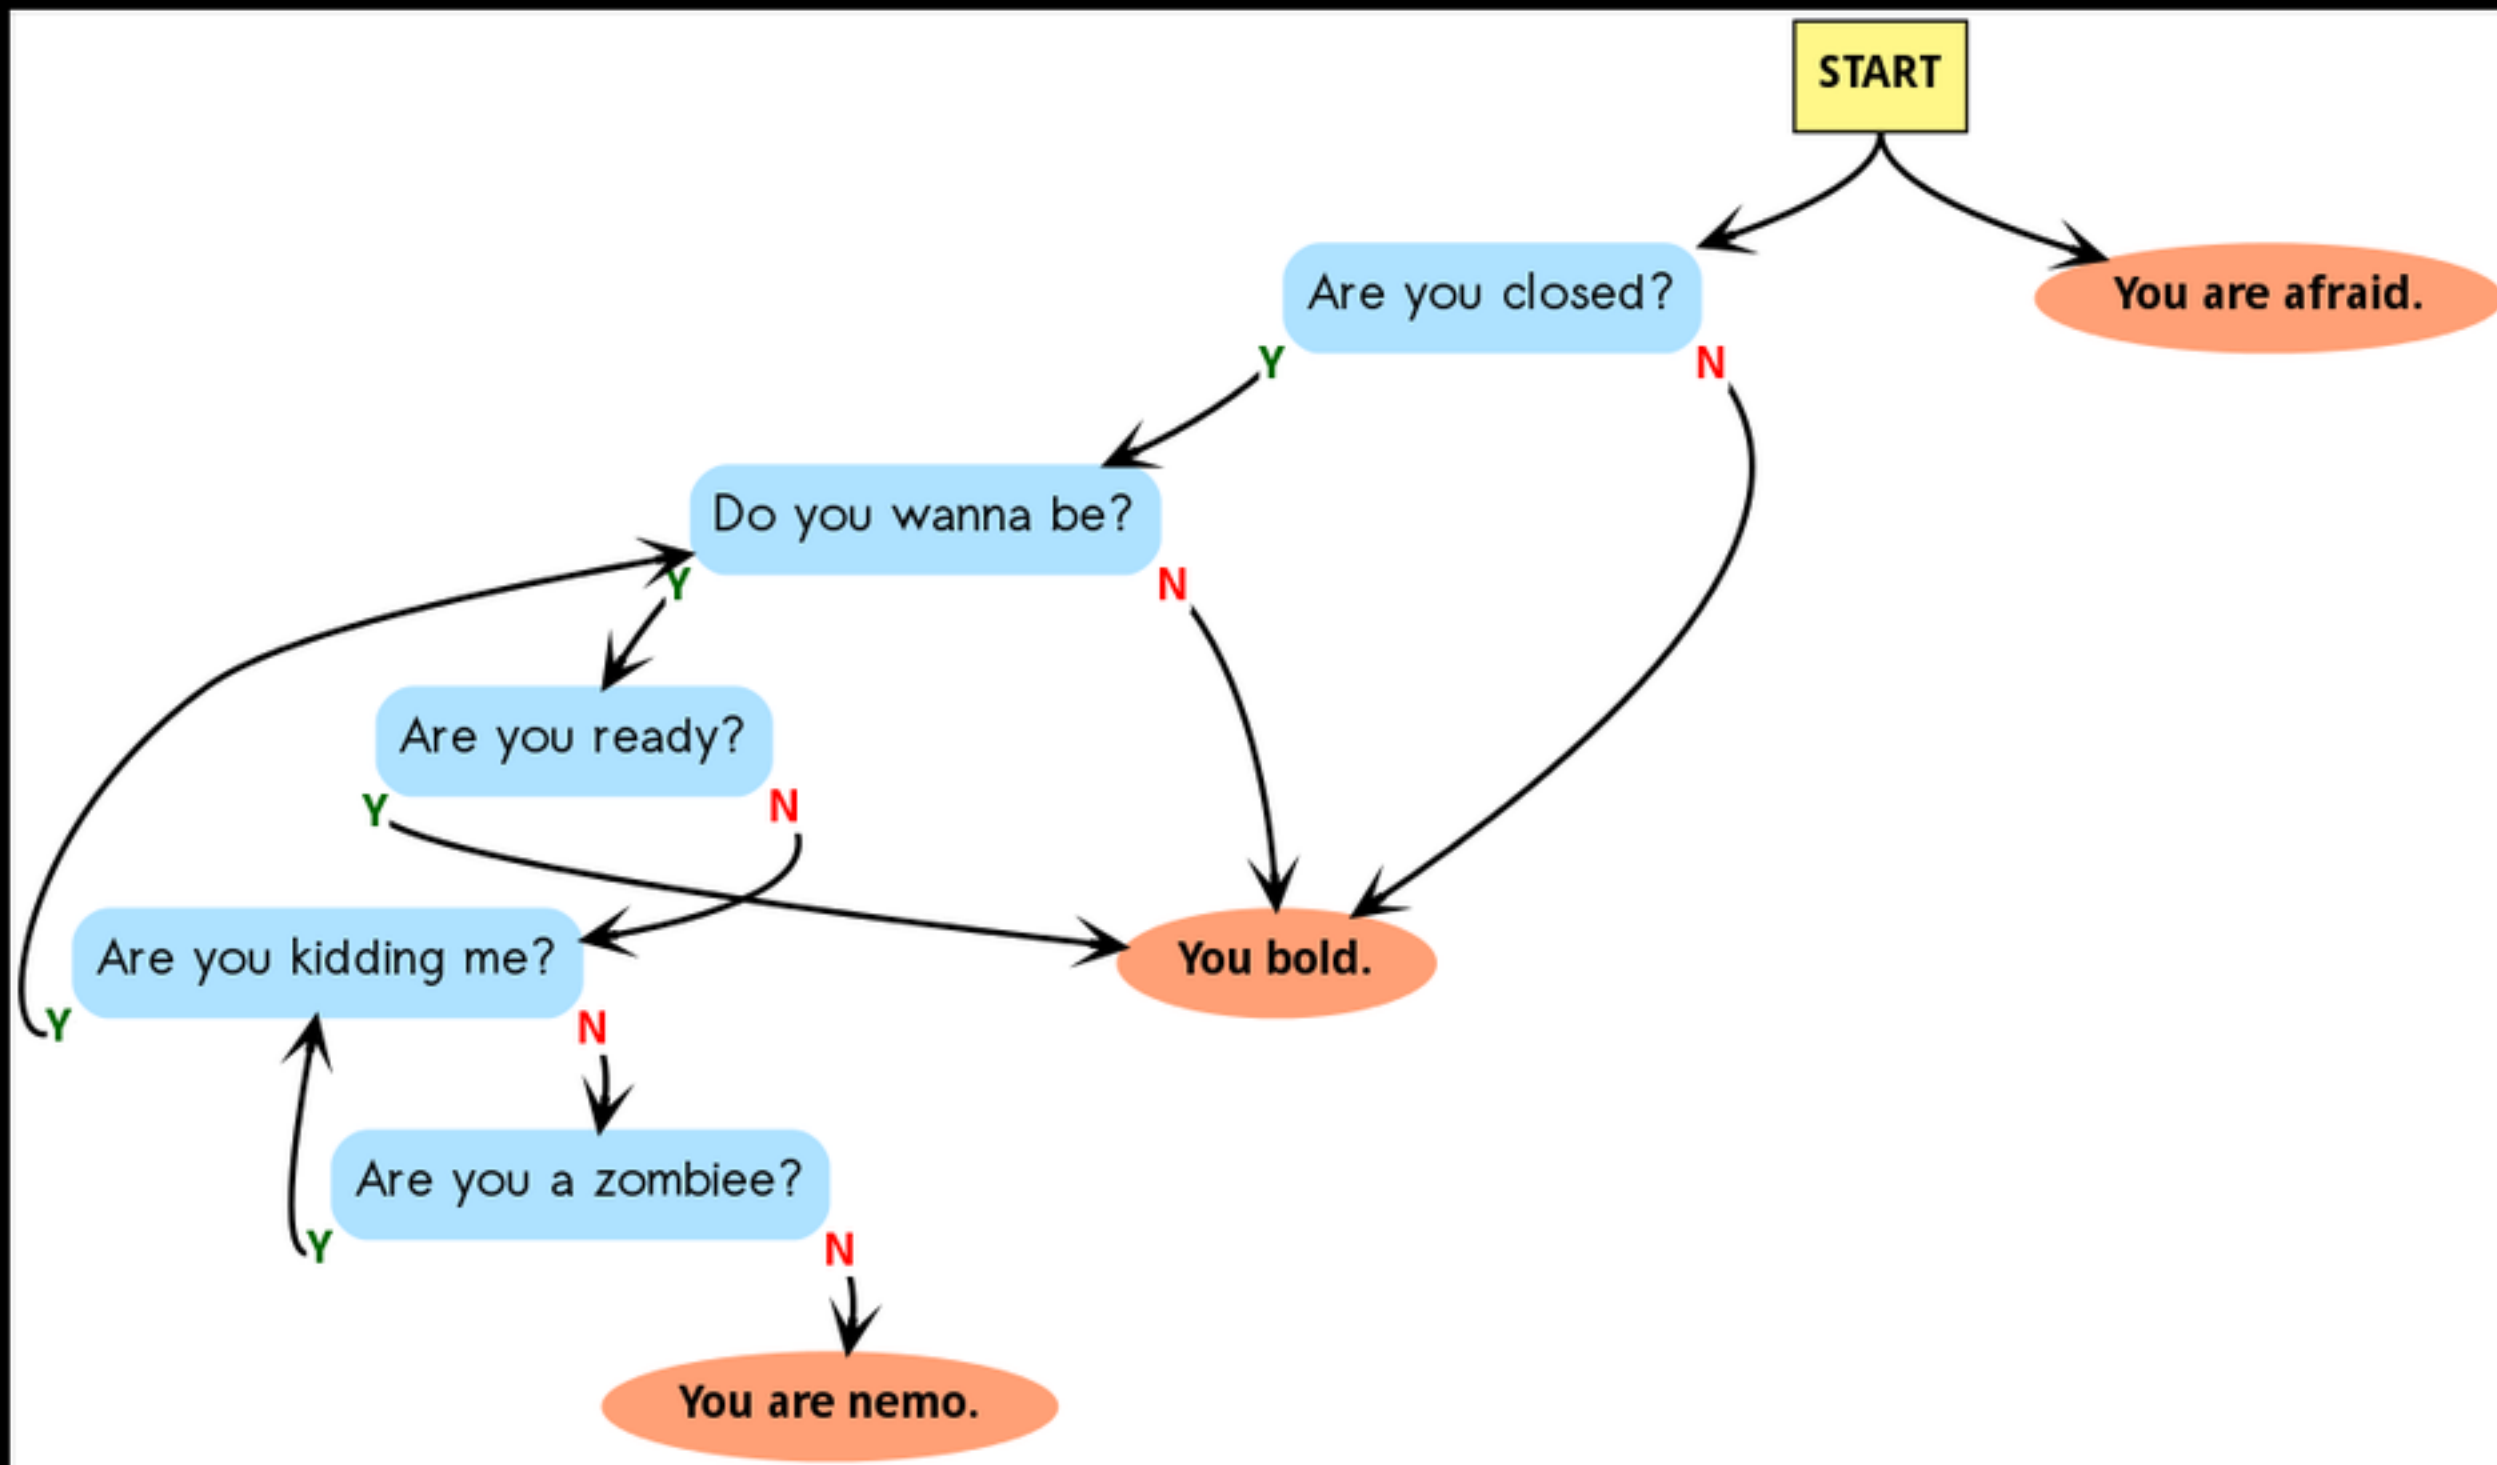 START
Are you closed?
You are afraid.
Y
N
Do you wanna be?
Y
N
Are you ready?
Y
N
Are you kidding me?
You bold.
Y
N
Are you a zombiee?
Y
N
You are nemo.